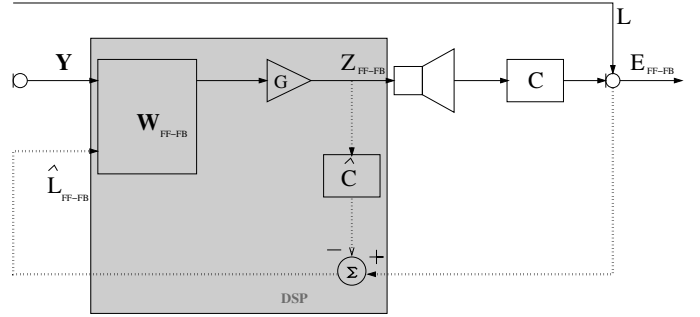 L
Y
Z FF-FB
E FF-FB
G
C
W FF-FB
^
L FF-FB
^
C
− +
Σ
DSP